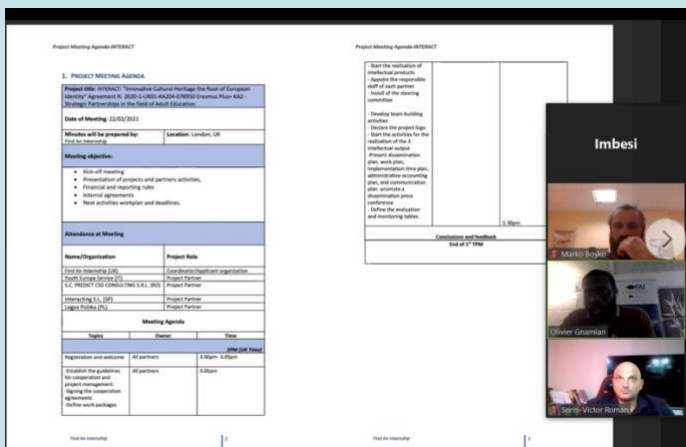 Project Meeting Agenda-INTERACT
1. PROJECT MEETING AGENDA
Project title: INTERACT: "Innovative Cultural Heritage the Root of European
Identity" Agreement N. 2020-1-UK01-KA204-078950 Erasmus Plus+ KA2 -
Strategic Partnerships in the field of Adult Education.
Date of Meeting: 22/02/2021
Minutes will be prepared by:
Find An Internship
Location: London, UK
Meeting objective:
• Kick-off meeting
• Presentation of projects and partners activities,
• Financial and reporting rules
• Internal agreements
• Next activities workplan and deadlines.
Attendance at Meeting
Name/Organization Project Role
Find An Internship (UK) Coordinator/Applicant organization
Youth Europe Service (IT) Project Partner
S.C. PREDICT CSD CONSULTING S.R.L. (RO) Project Partner
Interacting S.L. (SP) Project Partner
Logos Polska (PL) Project Partner
Meeting Agenda
Topics Owner Time
3PM (UK Time)
Registration and welcome All partners 3:00pm- 3.05pm
-Establish the guidelines All partners 3.05pm
for cooperation and
project management.
-Signing the cooperation
agreements
-Define work packages
Find An Internship 2
Project Meeting Agenda-INTERACT
- Start the realisation of
intellectual products
- Appoint the responsible
staff of each partner
- Install of the steering
committee
- Develop team-building
activities
- Declare the project logo
- Start the activities for the
realisation of the 3
intellectual output
-Present dissemination
plan, work plan,
implementation time plan,
administrative accounting
plan, and communication
plan -promote a
dissemination press
conference
- Define the evaluation
and monitoring tables.
5.30pm
Conclusions and feedback
End of 1st TPM
Find An Internship 3
Imbesi
Marko Boško
FAI
Olivier Gnamian
Sorin-Victor Roman